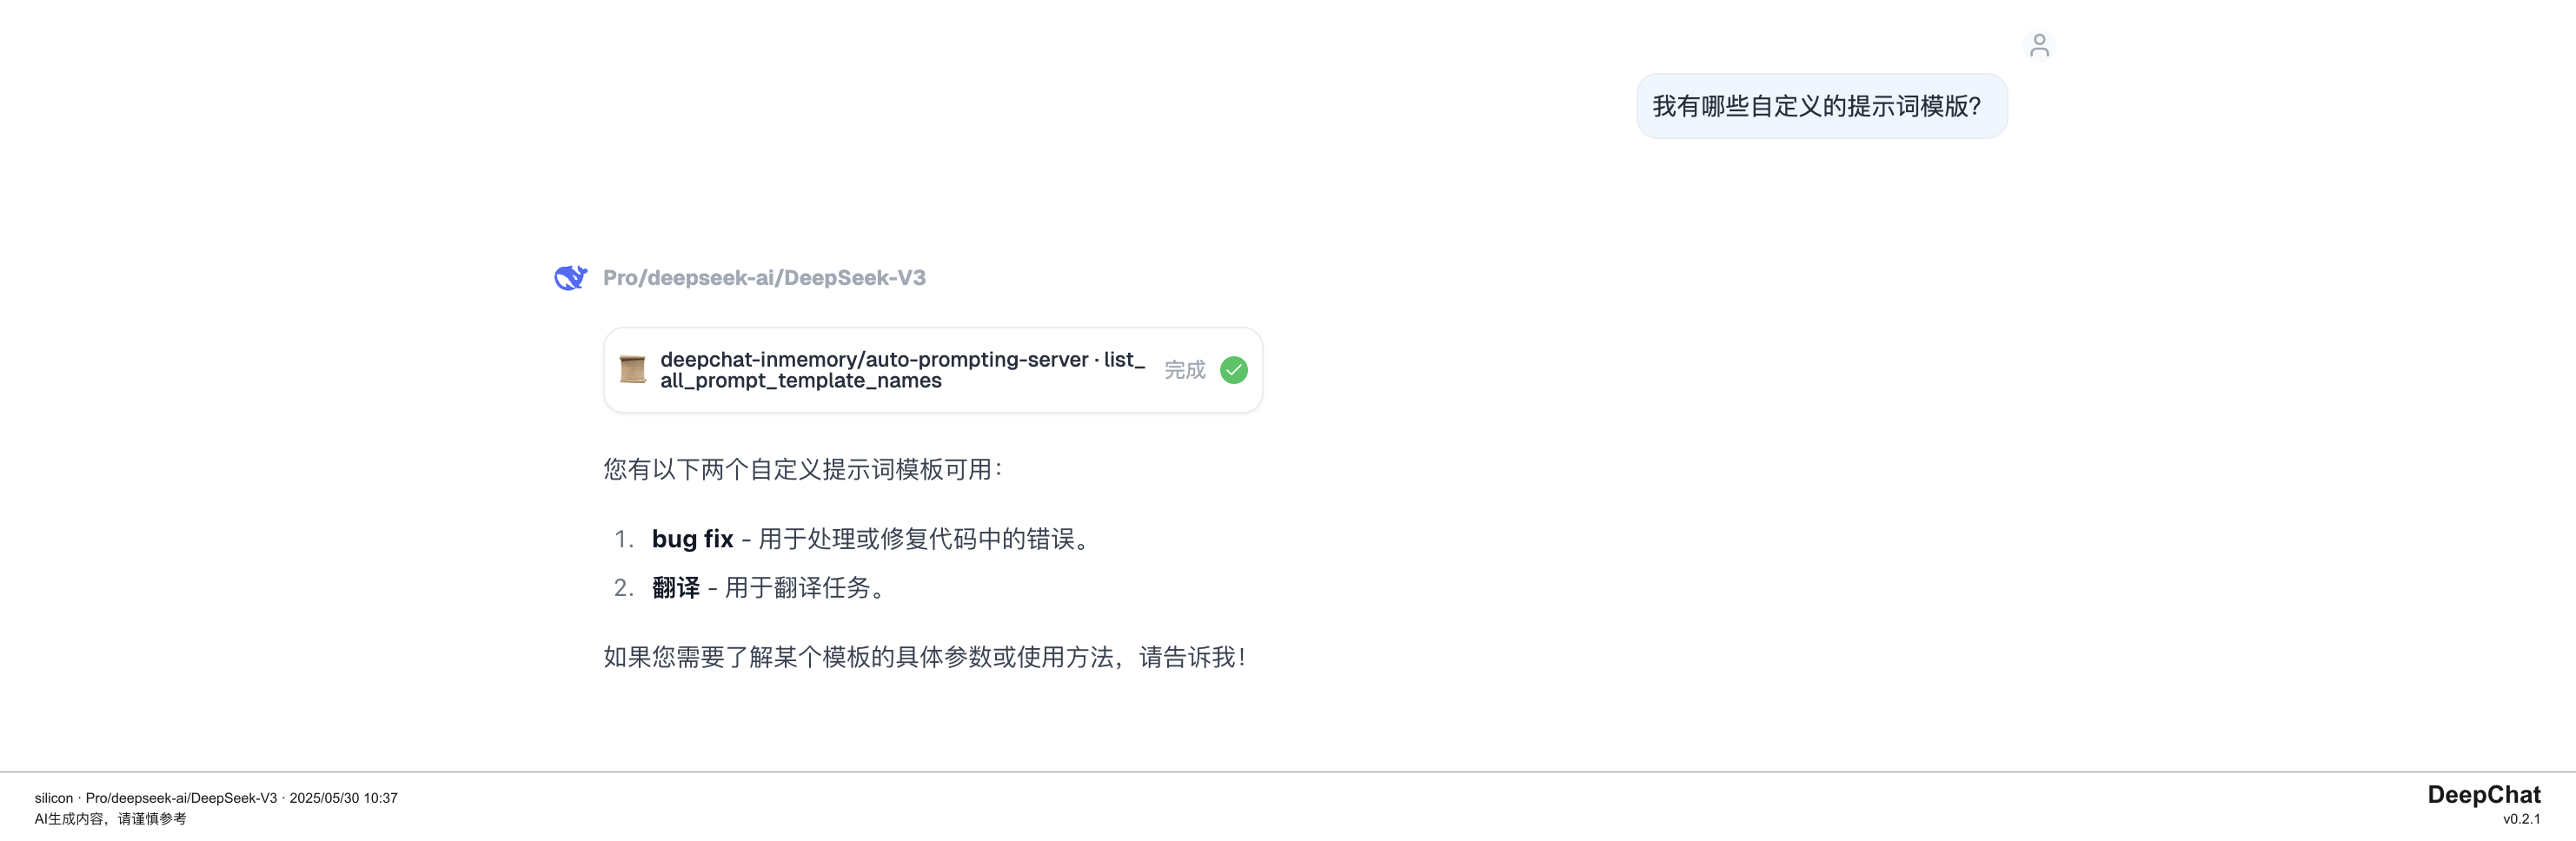 我有哪些自定义的提示词模版?
Pro/deepseek-ai/DeepSeek-V3
deepchat-inmemory/auto-prompting-server · list_
all_prompt_template_names
完成
您有以下两个自定义提示词模板可用：
1. bug fix - 用于处理或修复代码中的错误。
2. 翻译 - 用于翻译任务。
如果您需要了解某个模板的具体参数或使用方法，请告诉我！
silicon · Pro/deepseek-ai/DeepSeek-V3 · 2025/05/30 10:37
AI生成内容，请谨慎参考
DeepChat
v0.2.1